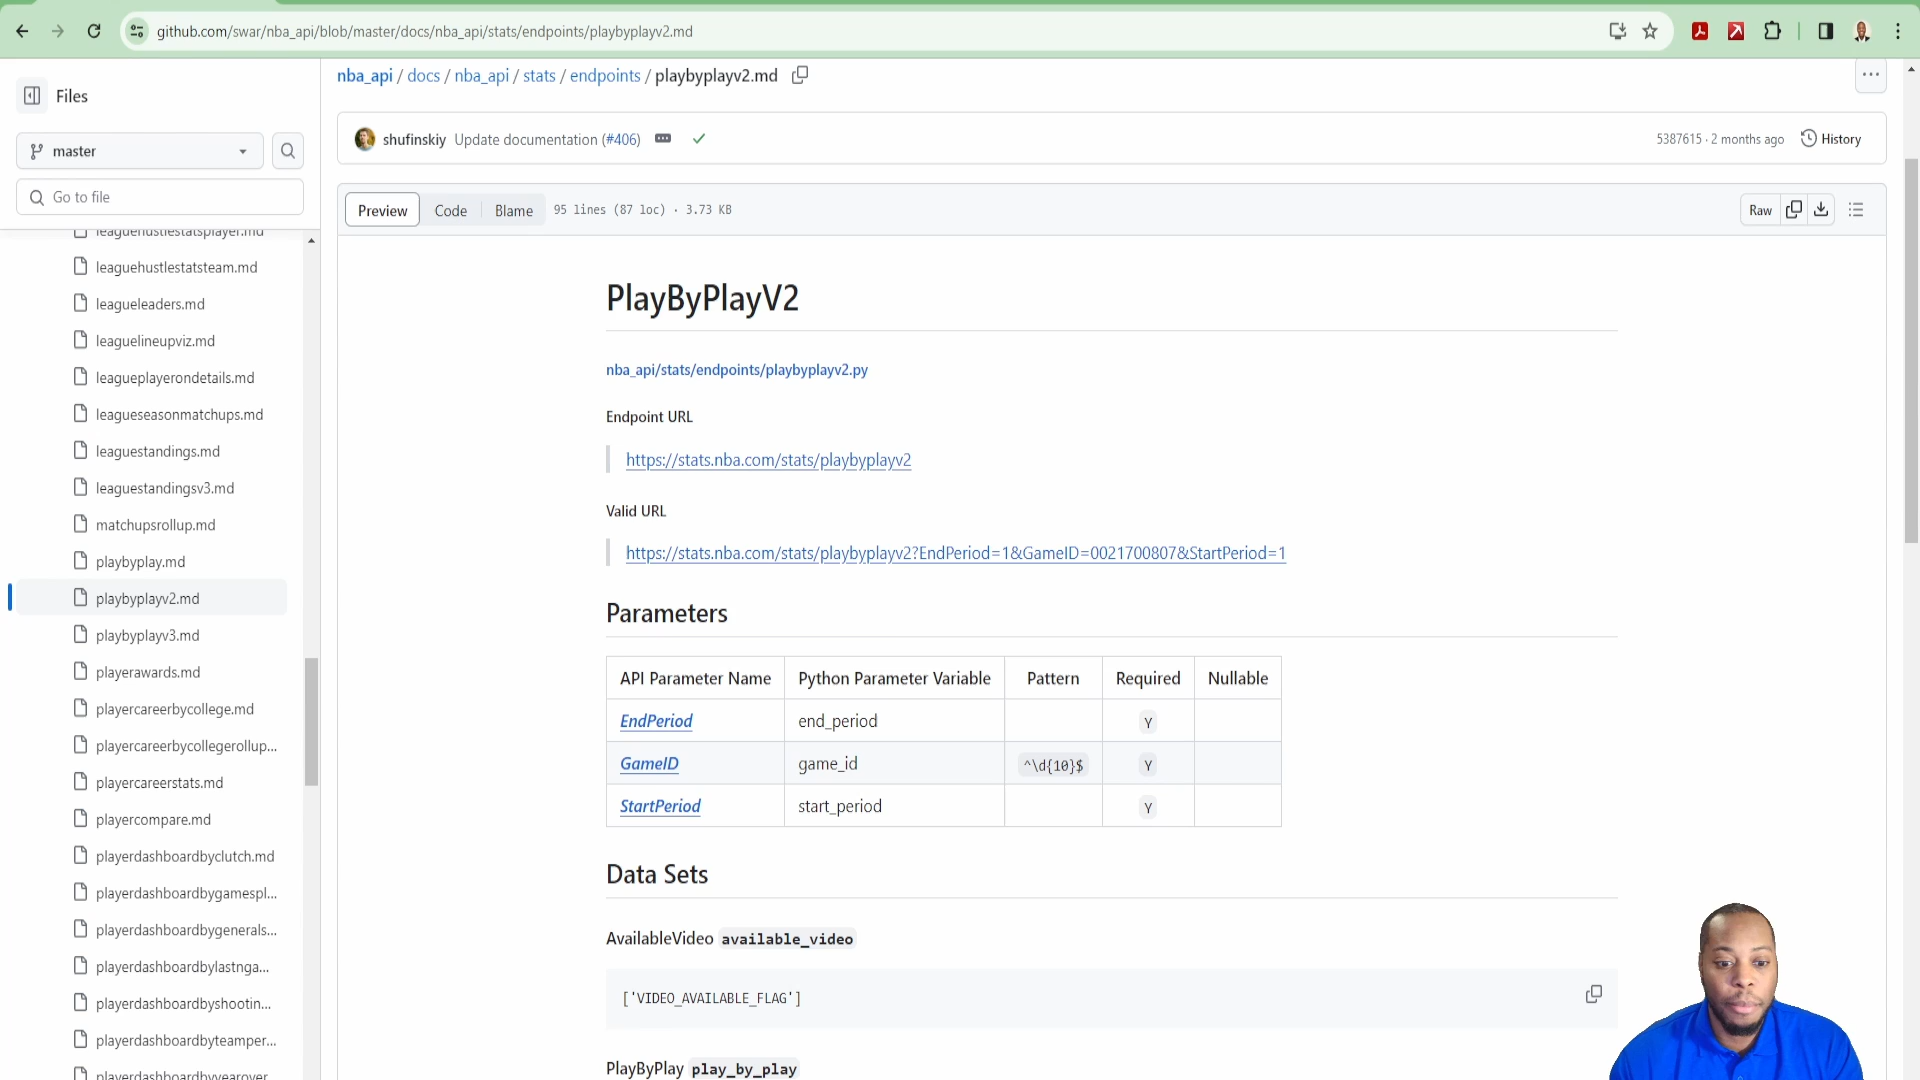 github.com/swar/nba_api/blob/master/docs/nba_api/stats/endpoints/playbyplayv2.md
nba_api / docs / nba_api / stats / endpoints / playbyplayv2.md
Files
master
Go to file
leaguehustlestatsplayer.md
leaguehustlestatsteam.md
leagueleaders.md
leaguelineupviz.md
leagueplayerondetails.md
leagueseasonmatchups.md
leaguestandings.md
leaguestandingsv3.md
matchupsrollup.md
playbyplay.md
playbyplayv2.md
playbyplayv3.md
playerawards.md
playercareerbycollege.md
playercareerbycollegerollup...
playercareerstats.md
playercompare.md
playerdashboardbyclutch.md
playerdashboardbygamespl...
playerdashboardbygenerals...
playerdashboardbylastnga...
playerdashboardbyshootin...
playerdashboardbyteamper...
playerdashboardbyyearover...
shufinskiy Update documentation (#406)
5387615 · 2 months ago History
Preview Code Blame 95 lines (87 loc) · 3.73 KB
Raw
PlayByPlayV2
nba_api/stats/endpoints/playbyplayv2.py
Endpoint URL
https://stats.nba.com/stats/playbyplayv2
Valid URL
https://stats.nba.com/stats/playbyplayv2?EndPeriod=1&GameID=0021700807&StartPeriod=1
Parameters
API Parameter Name Python Parameter Variable Pattern Required Nullable
EndPeriod end_period Y
GameID game_id ^\d{10}$ Y
StartPeriod start_period Y
Data Sets
AvailableVideo available_video
['VIDEO_AVAILABLE_FLAG']
PlayByPlay play_by_play